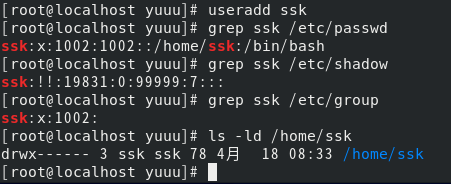 [root@localhost yuuu]# useradd ssk
[root@localhost yuuu]# grep ssk /etc/passwd
ssk:x:1002:1002::/home/ssk:/bin/bash
[root@localhost yuuu]# grep ssk /etc/shadow
ssk:!!:19831:0:99999:7:::
[root@localhost yuuu]# grep ssk /etc/group
ssk:x:1002:
[root@localhost yuuu]# ls -ld /home/ssk
drwx------ 3 ssk ssk 78 4月  18 08:33 /home/ssk
[root@localhost yuuu]#